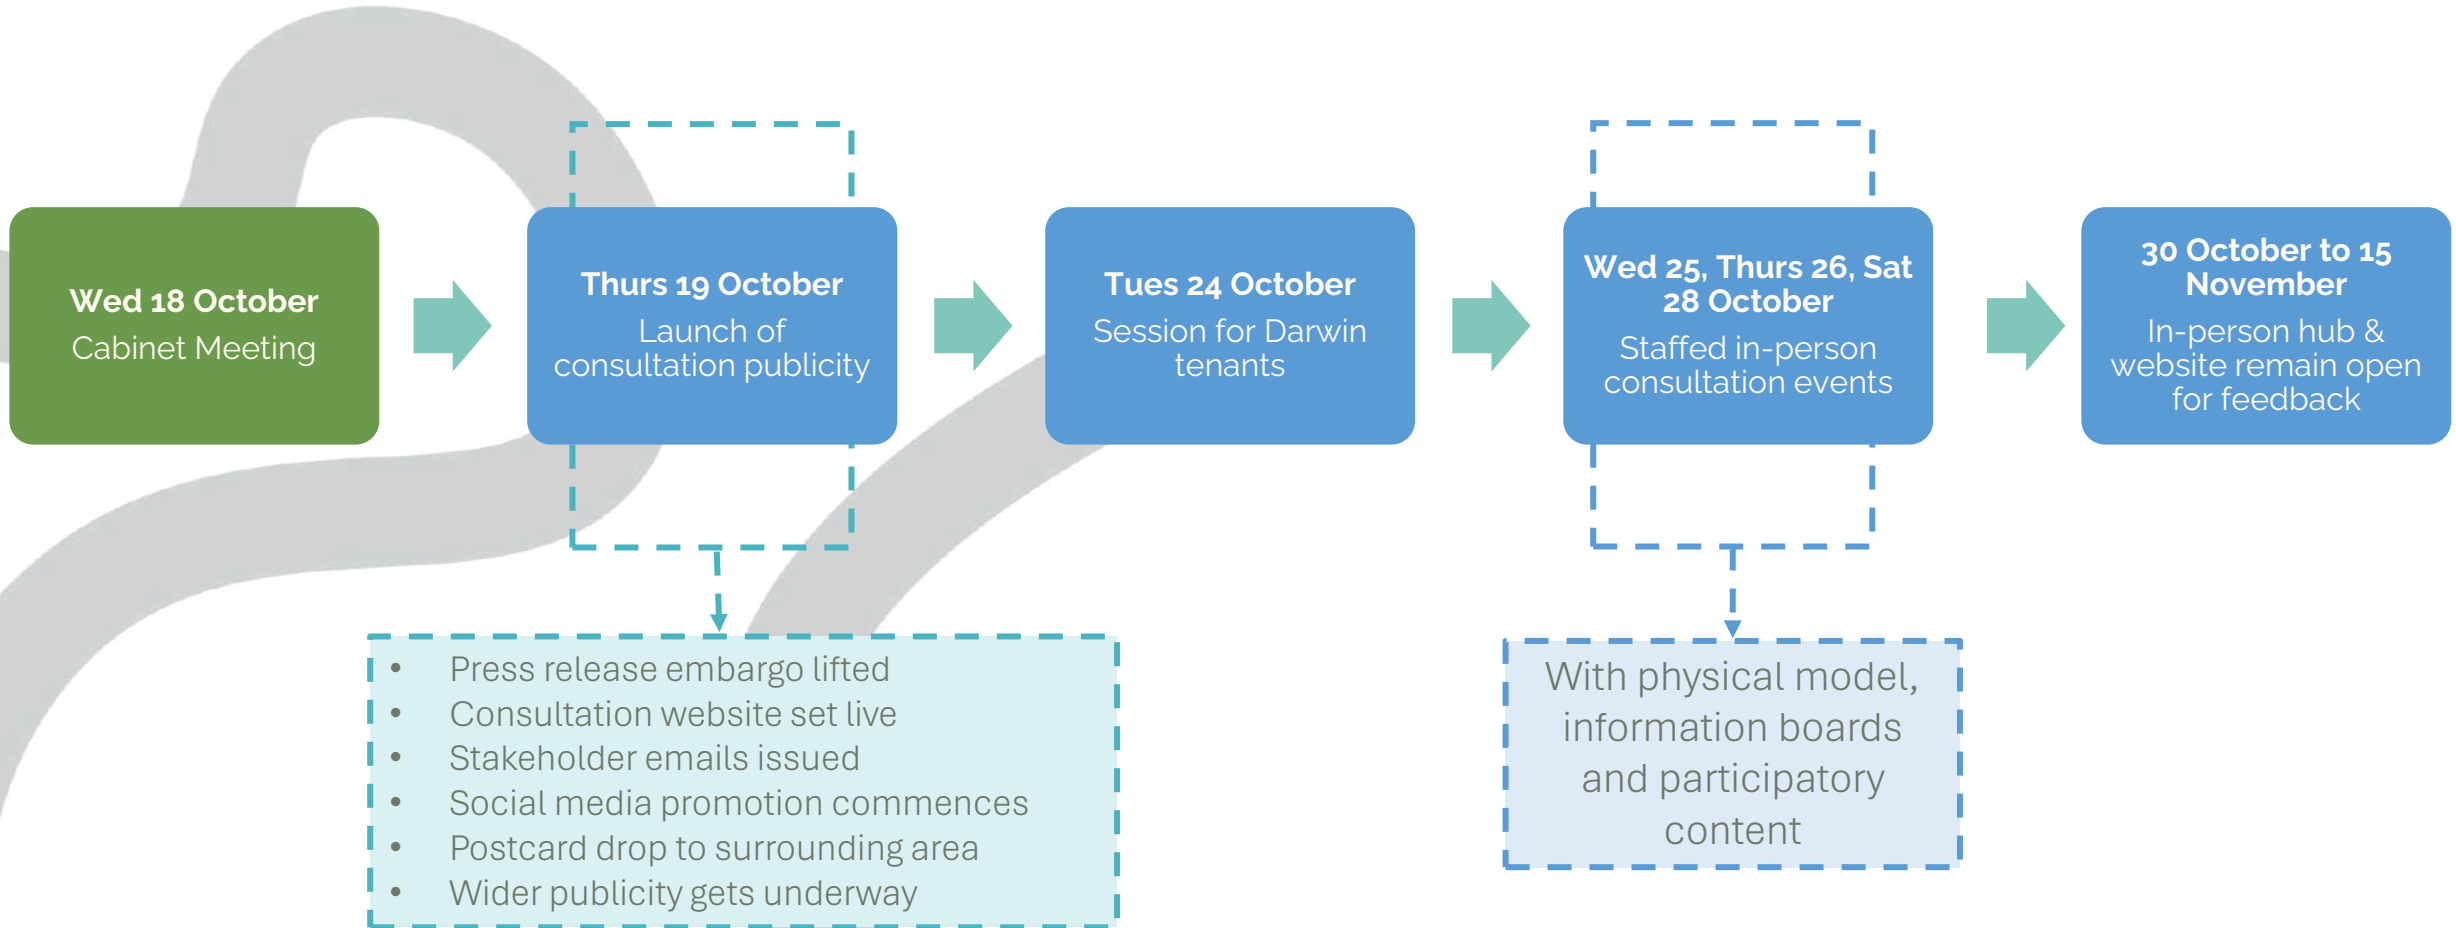 Wed 18 October
Cabinet Meeting
Thurs 19 October
Launch of
consultation publicity
Tues 24 October
Session for Darwin
tenants
Wed 25, Thurs 26, Sat
28 October
Staffed in-person
consultation events
30 October to 15
November
In-person hub &
website remain open
for feedback
• Press release embargo lifted
• Consultation website set live
• Stakeholder emails issued
• Social media promotion commences
• Postcard drop to surrounding area
• Wider publicity gets underway
With physical model,
information boards
and participatory
content